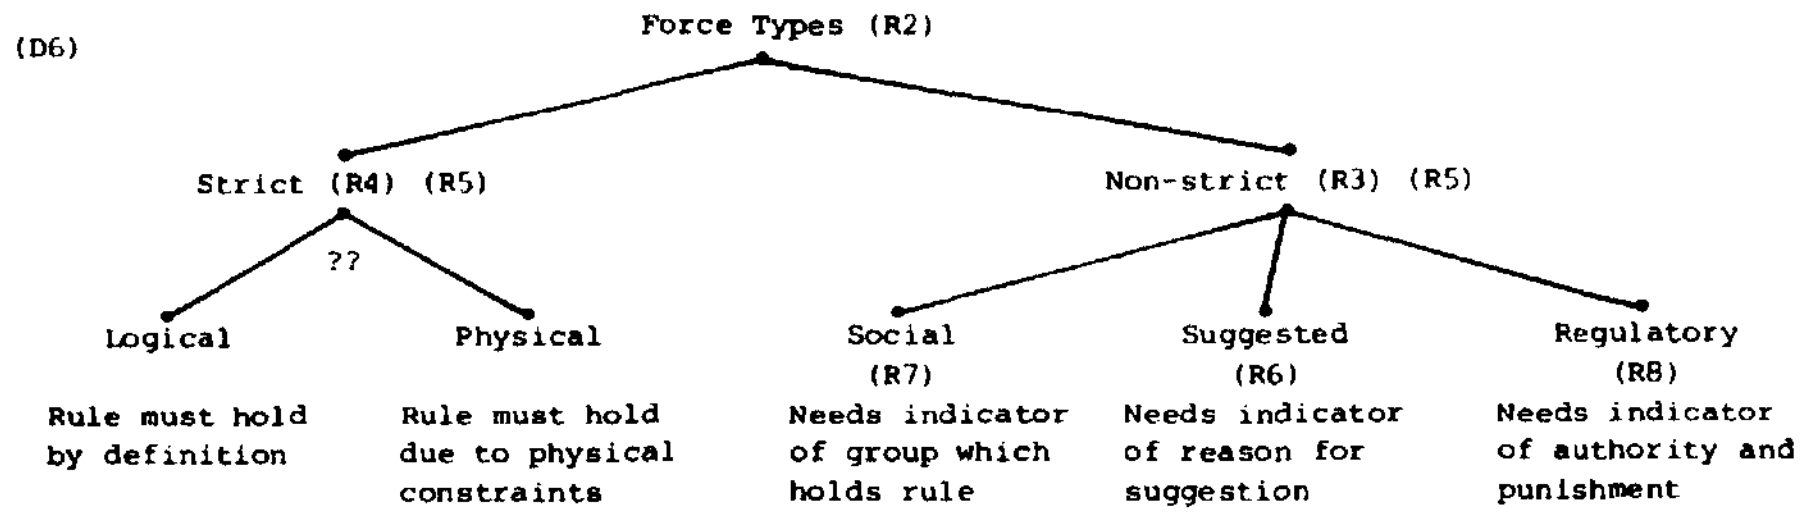 Force Types (R2)
(D6)
Strict (R4) (R5)
Non-strict (R3) (R5)
??
Logical
Physical
Social
Suggested
Regulatory
(R7)
(R6)
(R8)
Rule must hold
by definition
Rule must hold
due to physical
constraints
Needs indicator
of group which
holds rule
Needs indicator
of reason for
suggestion
Needs indicator
of authority and
punishment